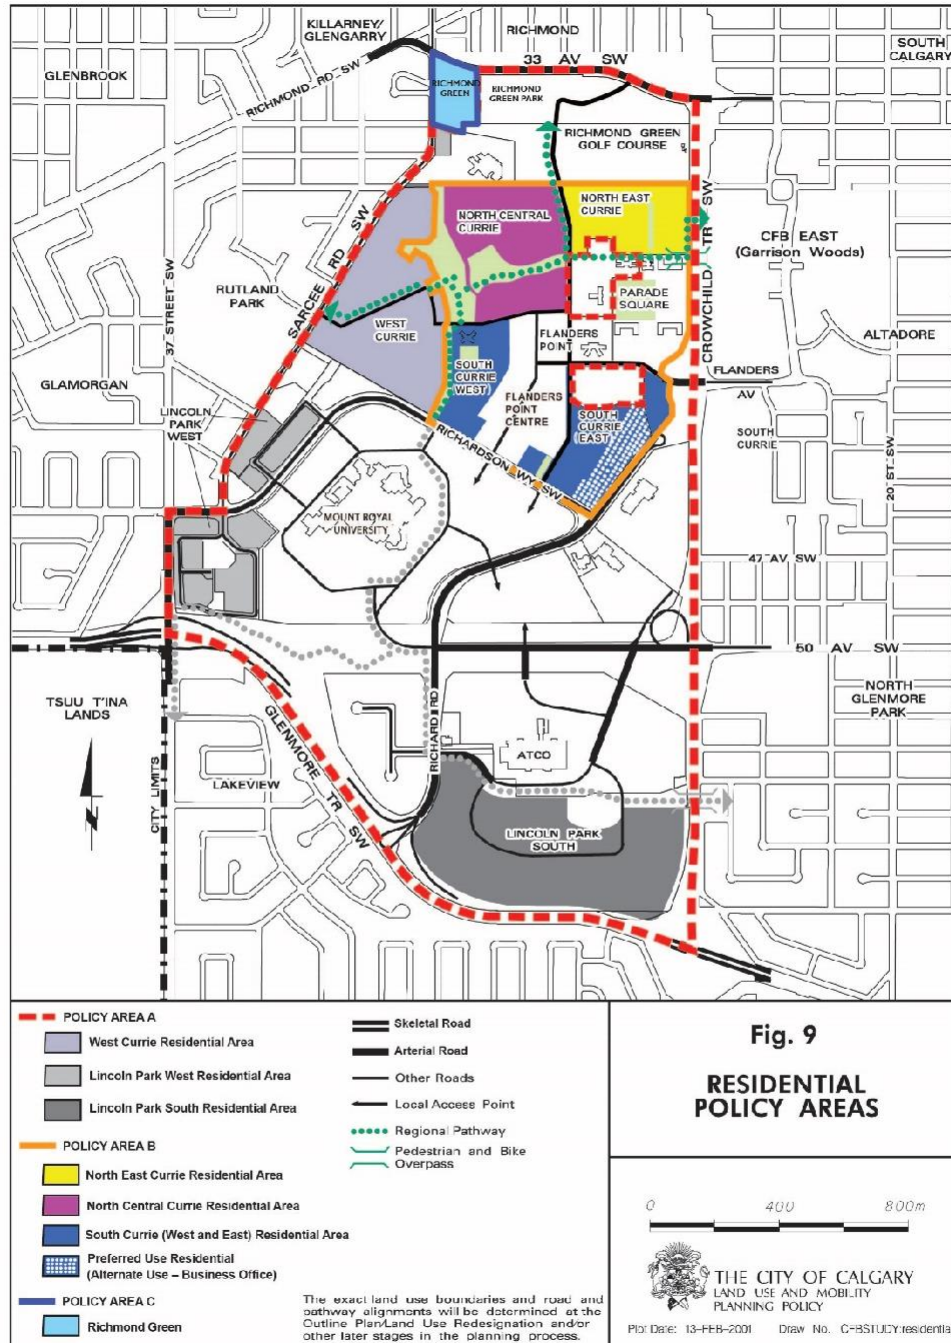 KILLARNEY/
GLENGARRY
RICHMOND
SOUTH
CALGARY
GLENBROOK
33 AV SW
RICHMOND RD SW
RICHMOND
GREEN
RICHMOND
GREEN PARK
RICHMOND GREEN
GOLF COURSE
NORTH EAST
CURRIE
NORTH CENTRAL
CURRIE
CROWCHILD TR SW
CFB EAST
(Garrison Woods)
37 STREET SW
SARCEE RD SW
RUTLAND
PARK
PARADE
SQUARE
WEST
CURRIE
FLANDERS
POINT
ALTADORE
GLAMORGAN
SOUTH
CURRIE
WEST
FLANDERS
AV
LINCOLN
PARK
WEST
FLANDERS
POINT
CENTRE
SOUTH
CURRIE
EAST
SOUTH
CURRIE
RICHARDSON WY SW
20 ST SW
MOUNT ROYAL
UNIVERSITY
47 AV SW
50 AV SW
TSUU T'INA
LANDS
NORTH
GLENMORE
PARK
GLENMORE TR SW
RICHARD RD
ATCO
CITY LIMITS
LAKEVIEW
LINCOLN PARK
SOUTH
POLICY AREA A
West Currie Residential Area
Lincoln Park West Residential Area
Lincoln Park South Residential Area
POLICY AREA B
North East Currie Residential Area
North Central Currie Residential Area
South Currie (West and East) Residential Area
Preferred Use Residential
(Alternate Use – Business Office)
POLICY AREA C
Richmond Green
Skeletal Road
Arterial Road
Other Roads
Local Access Point
Regional Pathway
Pedestrian and Bike
Overpass
The exact land use boundaries and road and
pathway alignments will be determined at the
Outline Plan/Land Use Redesignation and/or
other later stages in the planning process.
Fig. 9
RESIDENTIAL
POLICY AREAS
0 400 800m
THE CITY OF CALGARY
LAND USE AND MOBILITY
PLANNING POLICY
Plot Date: 13-FEB-2001 Draw No. CFBSTUDY:residential